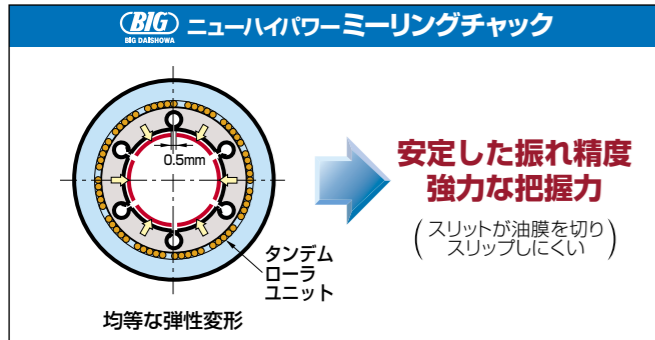 BIG
BIG DAISHOWA
ニューハイパワーミーリングチャック
0.5mm
タンデム
ローラ
ユニット
均等な弾性変形
安定した振れ精度
強力な把握力
(スリットが油膜を切り
スリップしにくい)